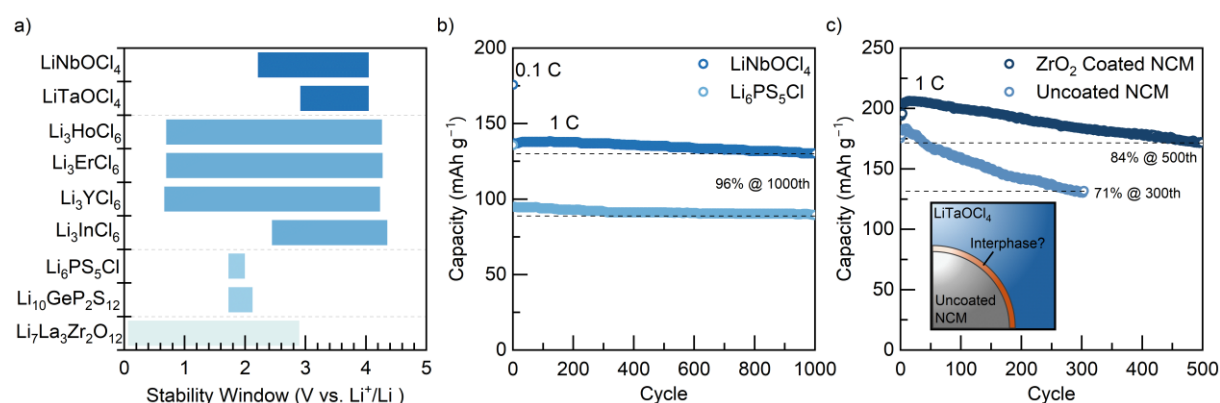 a)
LiNbOCl₄
LiTaOCl₄
Li₃HoCl₆
Li₃ErCl₆
Li₃YCl₆
Li₃InCl₆
Li₆PS₅Cl
Li₁₀GeP₂S₁₂
Li₇La₃Zr₂O₁₂
0 1 2 3 4 5
Stability Window (V vs. Li⁺/Li )
b)
200
150
100
50
0
Capacity (mAh g⁻¹)
0.1 C
LiNbOCl₄
Li₆PS₅Cl
1 C
96% @ 1000th
0 200 400 600 800 1000
Cycle
c)
250
200
150
100
50
0
Capacity (mAh g⁻¹)
ZrO₂ Coated NCM
Uncoated NCM
1 C
84% @ 500th
71% @ 300th
LiTaOCl₄
Interphase?
Uncoated
NCM
0 100 200 300 400 500
Cycle